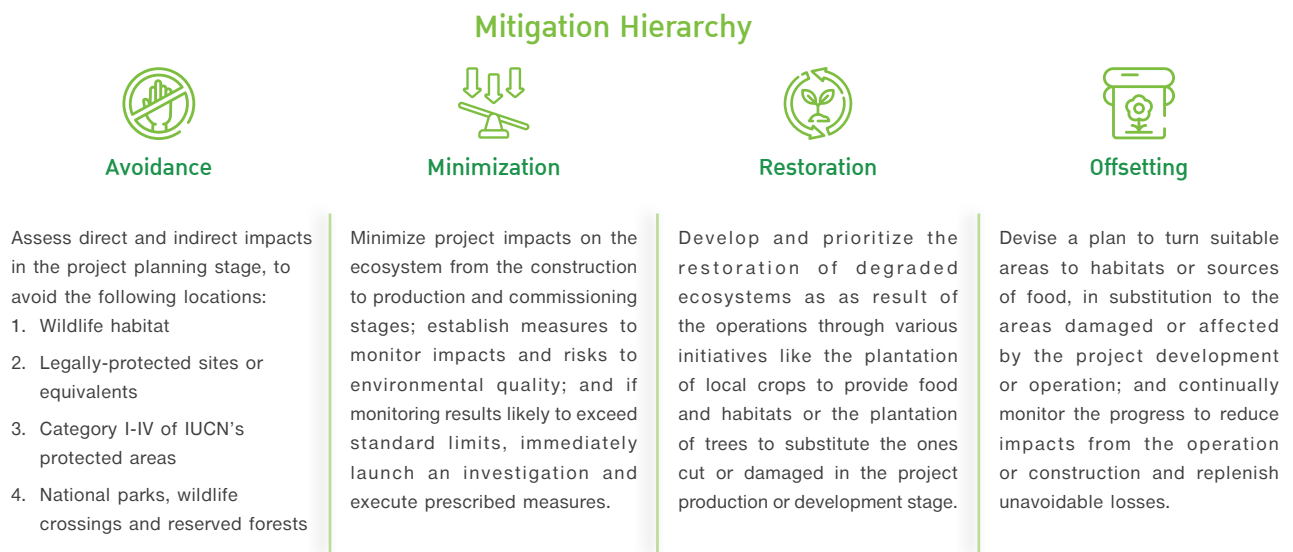 Mitigation Hierarchy
Avoidance
Assess direct and indirect impacts
in the project planning stage, to
avoid the following locations:
1. Wildlife habitat
2. Legally-protected sites or
equivalents
3. Category I-IV of IUCN's
protected areas
4. National parks, wildlife
crossings and reserved forests
Minimization
Minimize project impacts on the
ecosystem from the construction
to production and commissioning
stages; establish measures to
monitor impacts and risks to
environmental quality; and if
monitoring results likely to exceed
standard limits, immediately
launch an investigation and
execute prescribed measures.
Restoration
Develop and prioritize the
restoration of degraded
ecosystems as as result of
the operations through various
initiatives like the plantation
of local crops to provide food
and habitats or the plantation
of trees to substitute the ones
cut or damaged in the project
production or development stage.
Offsetting
Devise a plan to turn suitable
areas to habitats or sources
of food, in substitution to the
areas damaged or affected
by the project development
or operation; and continually
monitor the progress to reduce
impacts from the operation
or construction and replenish
unavoidable losses.